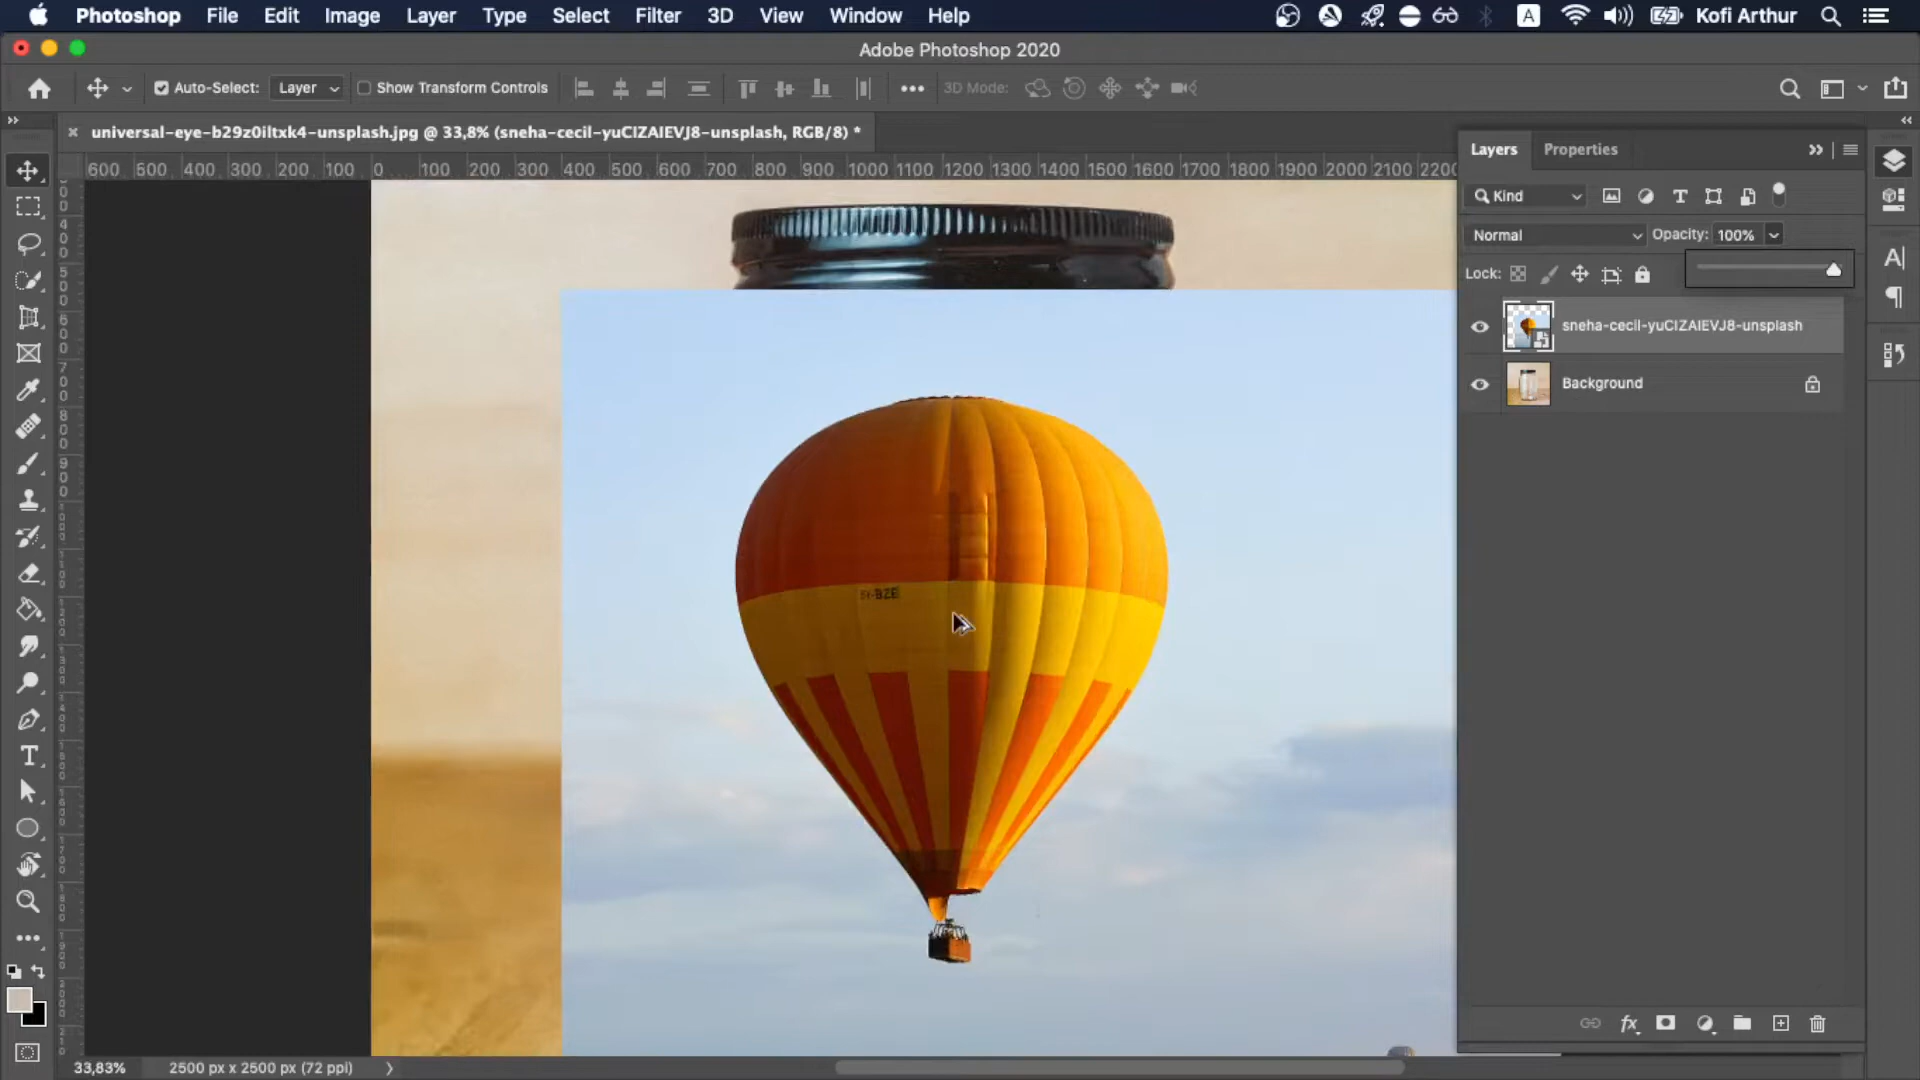 Photoshop File Edit Image Layer Type Select Filter 3D View Window Help A Kofi Arthur
Adobe Photoshop 2020
Auto-Select: Layer Show Transform Controls 3D Mode:
universal-eye-b29z0iltxk4-unsplash.jpg @ 33,8% (sneha-cecil-yuCIZAIEVJ8-unsplash, RGB/8) *
600 500 400 300 200 100 0 100 200 300 400 500 600 700 800 900 1000 1100 1200 1300 1400 1500 1600 1700 1800 1900 2000 2100 2200
Layers Properties
Kind
Normal Opacity: 100%
Lock:
sneha-cecil-yuCIZAIEVJ8-unsplash
Background
33,83% 2500 px x 2500 px (72 ppi)